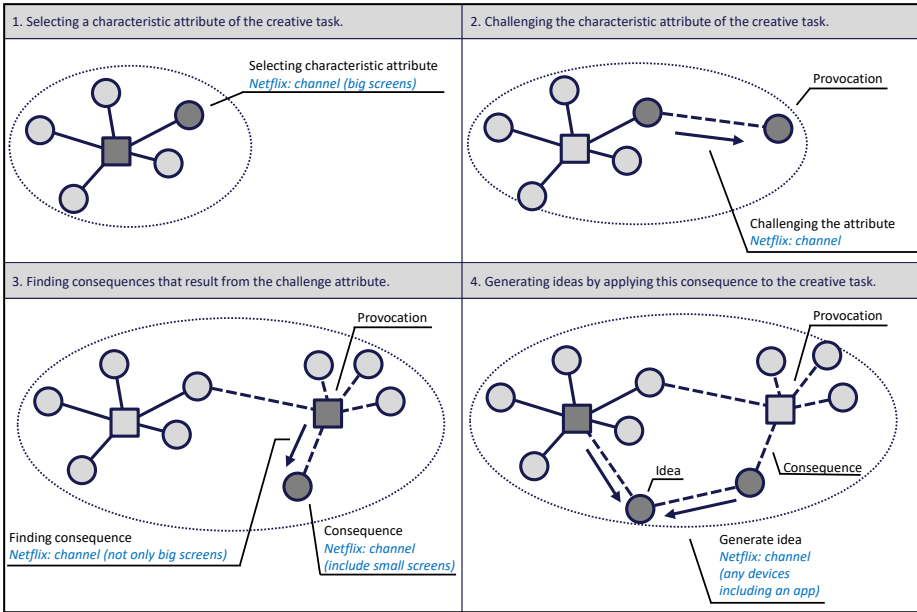 1. Selecting a characteristic attribute of the creative task.
Selecting characteristic attribute
Netflix: channel (big screens)
2. Challenging the characteristic attribute of the creative task.
Provocation
Challenging the attribute
Netflix: channel
3. Finding consequences that result from the challenge attribute.
Provocation
Finding consequence
Netflix: channel (not only big screens)
Consequence
Netflix: channel
(include small screens)
4. Generating ideas by applying this consequence to the creative task.
Provocation
Idea
Consequence
Generate idea
Netflix: channel
(any devices
including an app)